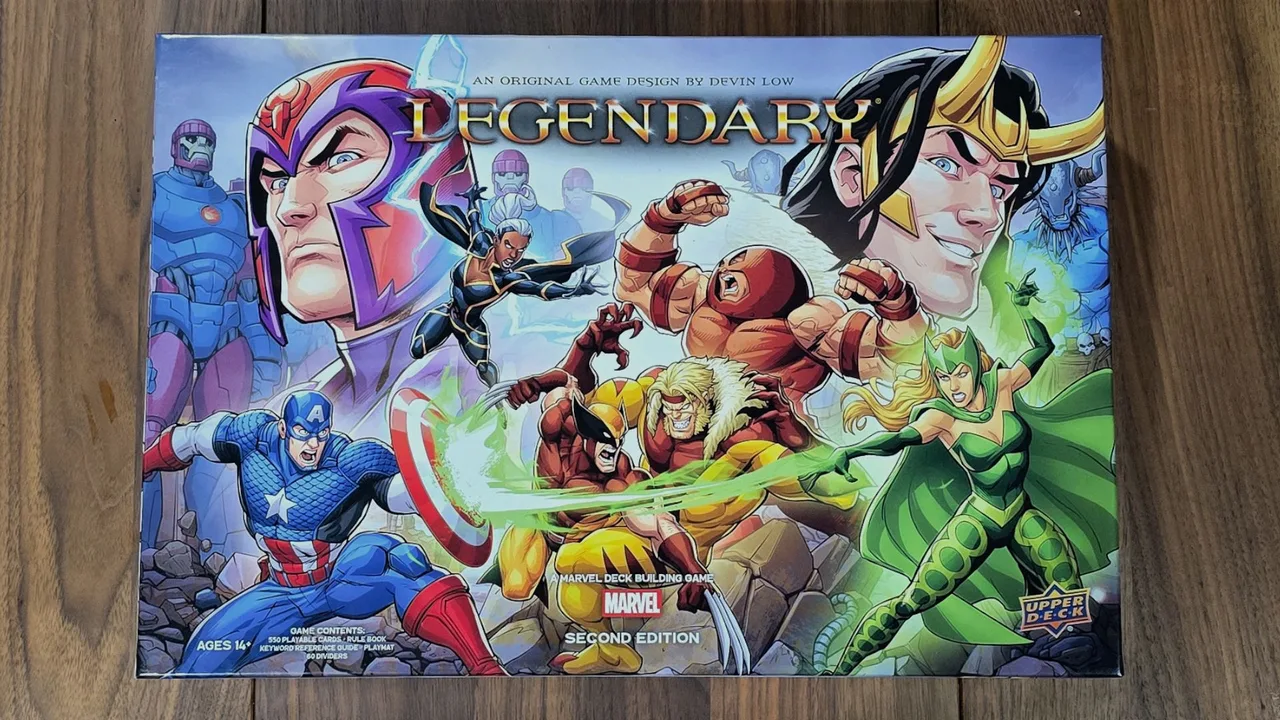 AN ORIGINAL GAME DESIGN BY DEVIN LOW
LEGENDARY®
A
A MARVEL DECK BUILDING GAME
MARVEL
SECOND EDITION
AGES 14+
GAME CONTENTS:
550 PLAYABLE CARDS • RULE BOOK
KEYWORD REFERENCE GUIDE • PLAYMAT
60 DIVIDERS
UPPER
D·E·C·K